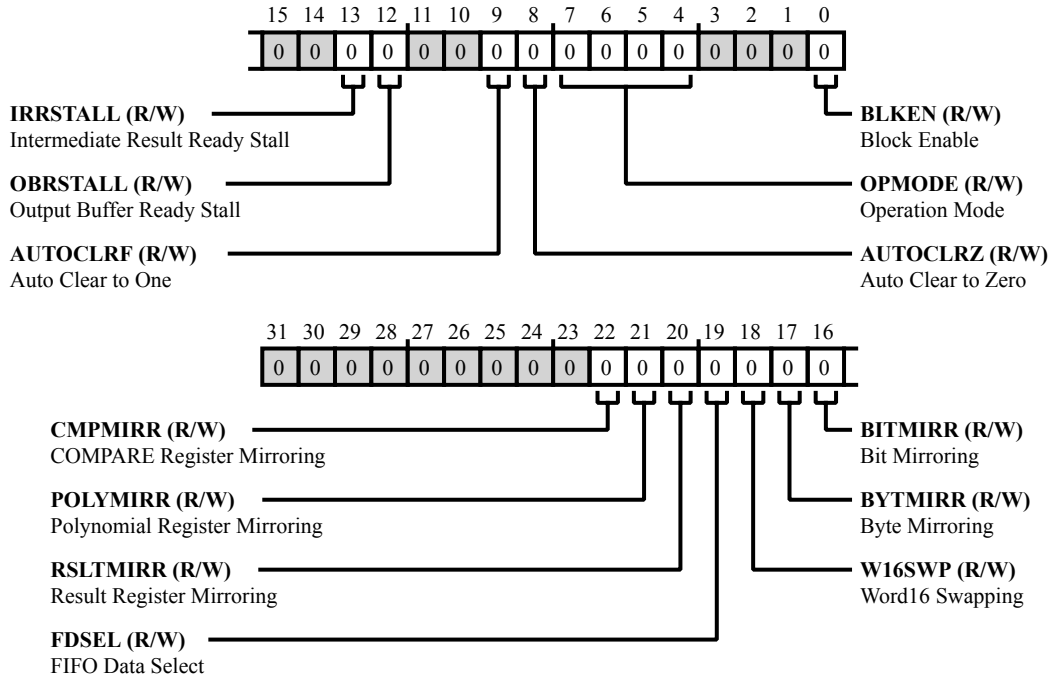 15 14 13 12 11 10 9 8 7 6 5 4 3 2 1 0
0 0 0 0 0 0 0 0 0 0 0 0 0 0 0 0
IRRSTALL (R/W)
Intermediate Result Ready Stall
OBRSTALL (R/W)
Output Buffer Ready Stall
AUTOCLRF (R/W)
Auto Clear to One
BLKEN (R/W)
Block Enable
OPMODE (R/W)
Operation Mode
AUTOCLRZ (R/W)
Auto Clear to Zero
31 30 29 28 27 26 25 24 23 22 21 20 19 18 17 16
0 0 0 0 0 0 0 0 0 0 0 0 0 0 0 0
CMPMIRR (R/W)
COMPARE Register Mirroring
POLYMIRR (R/W)
Polynomial Register Mirroring
RSLTMIRR (R/W)
Result Register Mirroring
FDSEL (R/W)
FIFO Data Select
BITMIRR (R/W)
Bit Mirroring
BYTMIRR (R/W)
Byte Mirroring
W16SWP (R/W)
Word16 Swapping